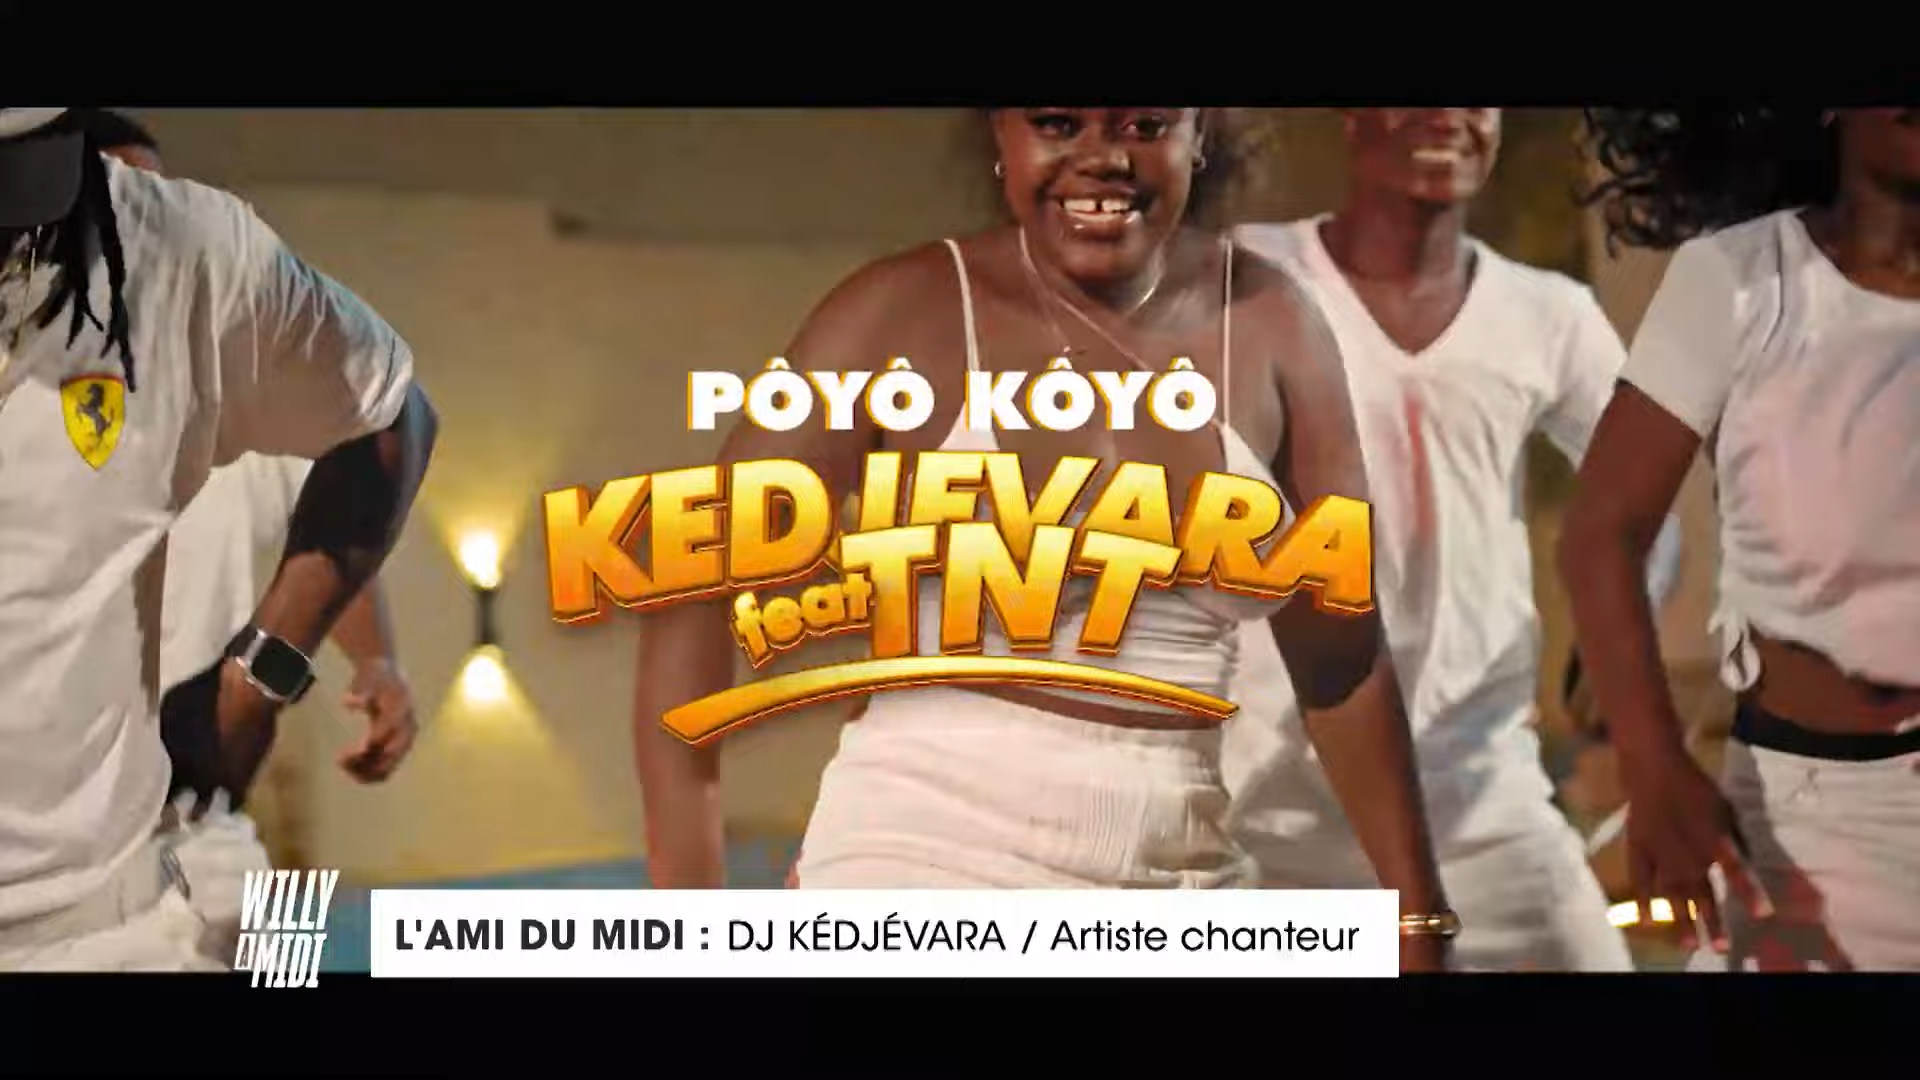 PÔYÔ KÔYÔ
KEDJEVARA
feat TNT
WILLY
À MIDI
L'AMI DU MIDI : DJ KÉDJÉVARA / Artiste chanteur